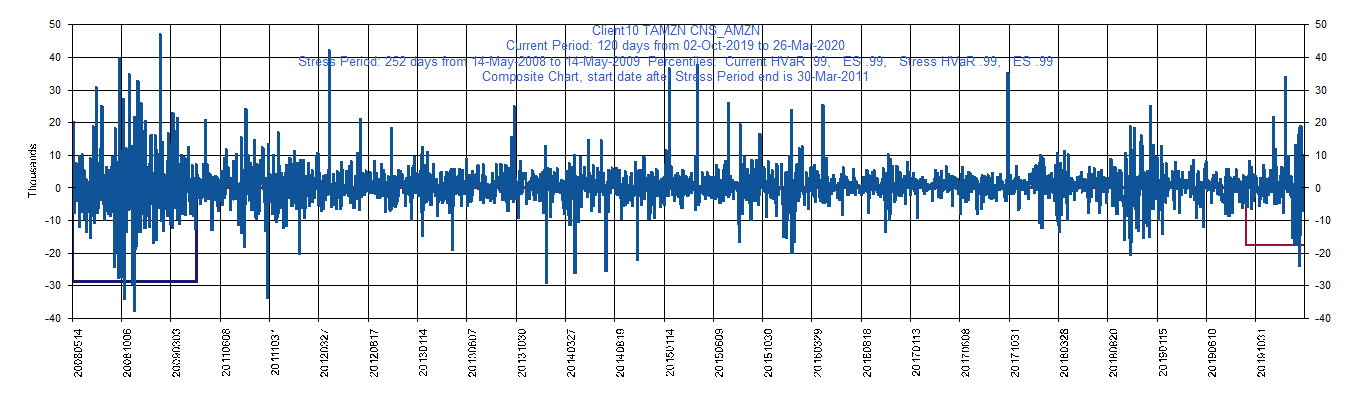 Client10 TAMZN CNS_AMZN
Current Period: 120 days from 02-Oct-2019 to 26-Mar-2020
Stress Period: 252 days from 14-May-2008 to 14-May-2009 Percentiles: Current HVaR .99, ES .99, Stress HVaR .99, ES .99
Composite Chart, start date after Stress Period end is 30-Mar-2011
50 50
40 40
30 30
20 20
10 10
0 0
-10 -10
-20 -20
-30 -30
-40 -40
Thousands
20080514 20081006 20090303 20110608 20111031 20120327 20120817 20130114 20130607 20131030 20140327 20140819 20150114 20150609 20151030 20160329 20160818 20170113 20170608 20171031 20180328 20180820 20190115 20190610 20191031